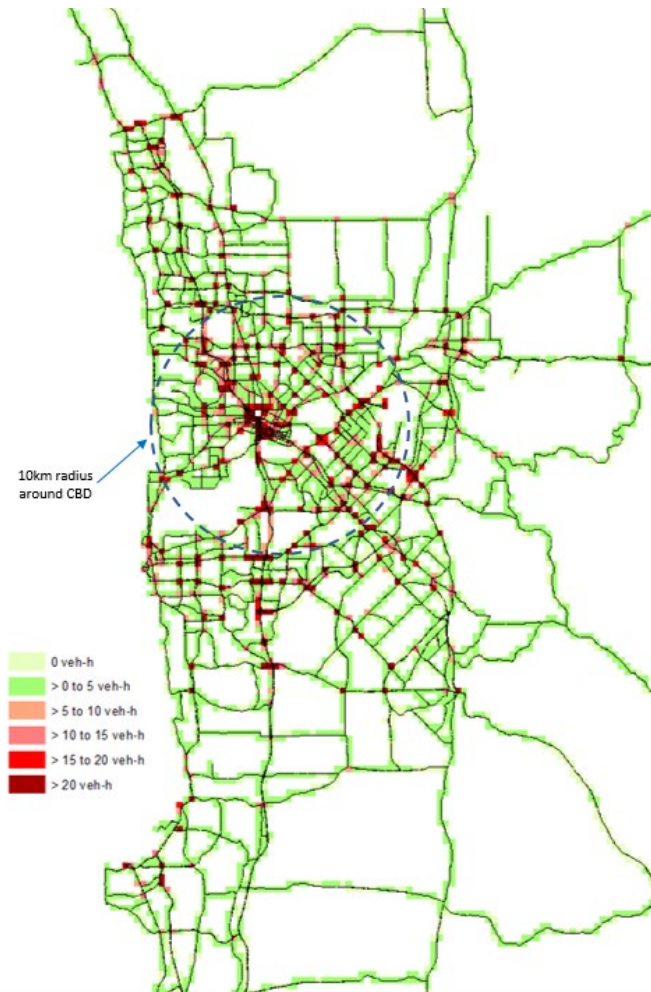 10km radius
around CBD
0 veh-h
> 0 to 5 veh-h
> 5 to 10 veh-h
> 10 to 15 veh-h
> 15 to 20 veh-h
> 20 veh-h